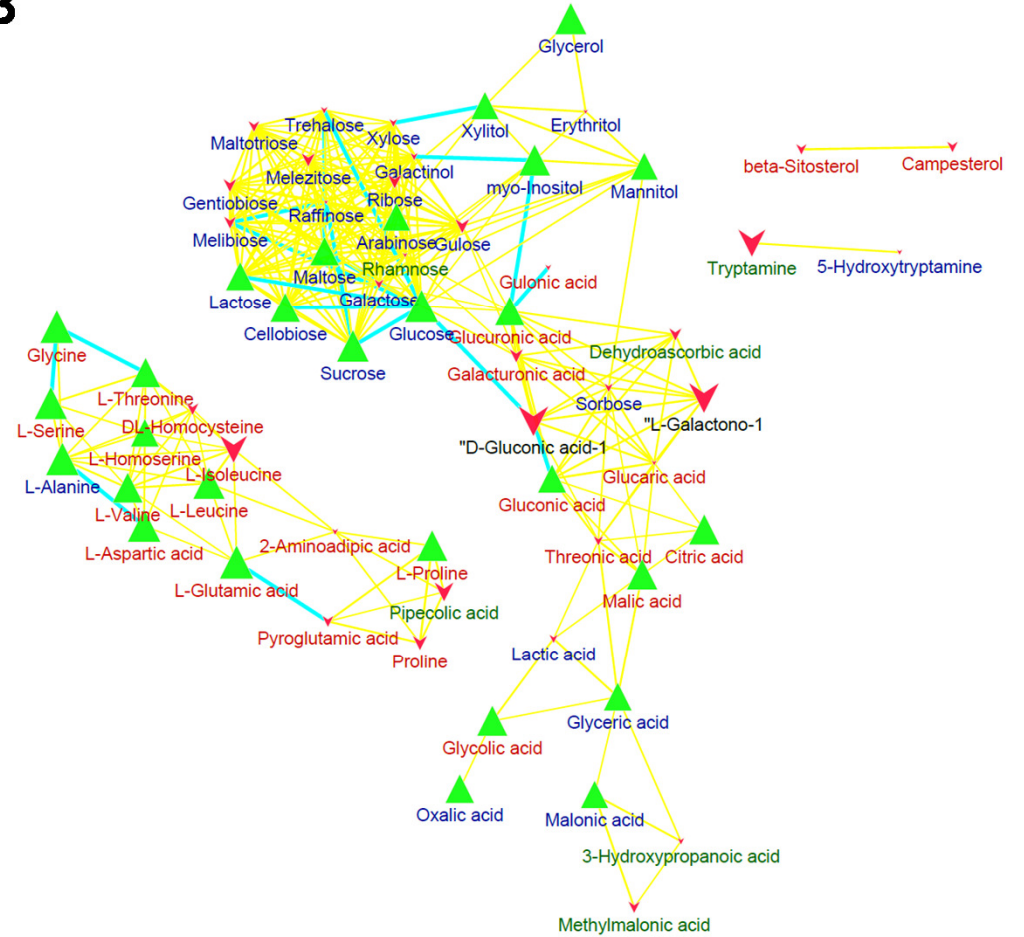 B
Glycerol
Trehalose
Xylose
Xylitol
Erythritol
Maltotriose
Melezitose
Galactinol
myo-Inositol
Mannitol
beta-Sitosterol
Campesterol
Gentiobiose
Raffinose
Ribose
Melibiose
Arabinose
Gulose
Maltose
Rhamnose
Tryptamine
5-Hydroxytryptamine
Lactose
Galactose
Gulonic acid
Cellobiose
Glucose
Glucuronic acid
Glycine
Sucrose
Galacturonic acid
Dehydroascorbic acid
L-Threonine
Sorbose
L-Serine
DL-Homocysteine
"L-Galactono-1
L-Homoserine
"D-Gluconic acid-1
L-Alanine
L-Isoleucine
Glucaric acid
L-Valine
L-Leucine
Gluconic acid
L-Aspartic acid
2-Aminoadipic acid
Threonic acid
Citric acid
L-Glutamic acid
L-Proline
Pipecolic acid
Malic acid
Pyroglutamic acid
Proline
Lactic acid
Glycolic acid
Glyceric acid
Oxalic acid
Malonic acid
3-Hydroxypropanoic acid
Methylmalonic acid